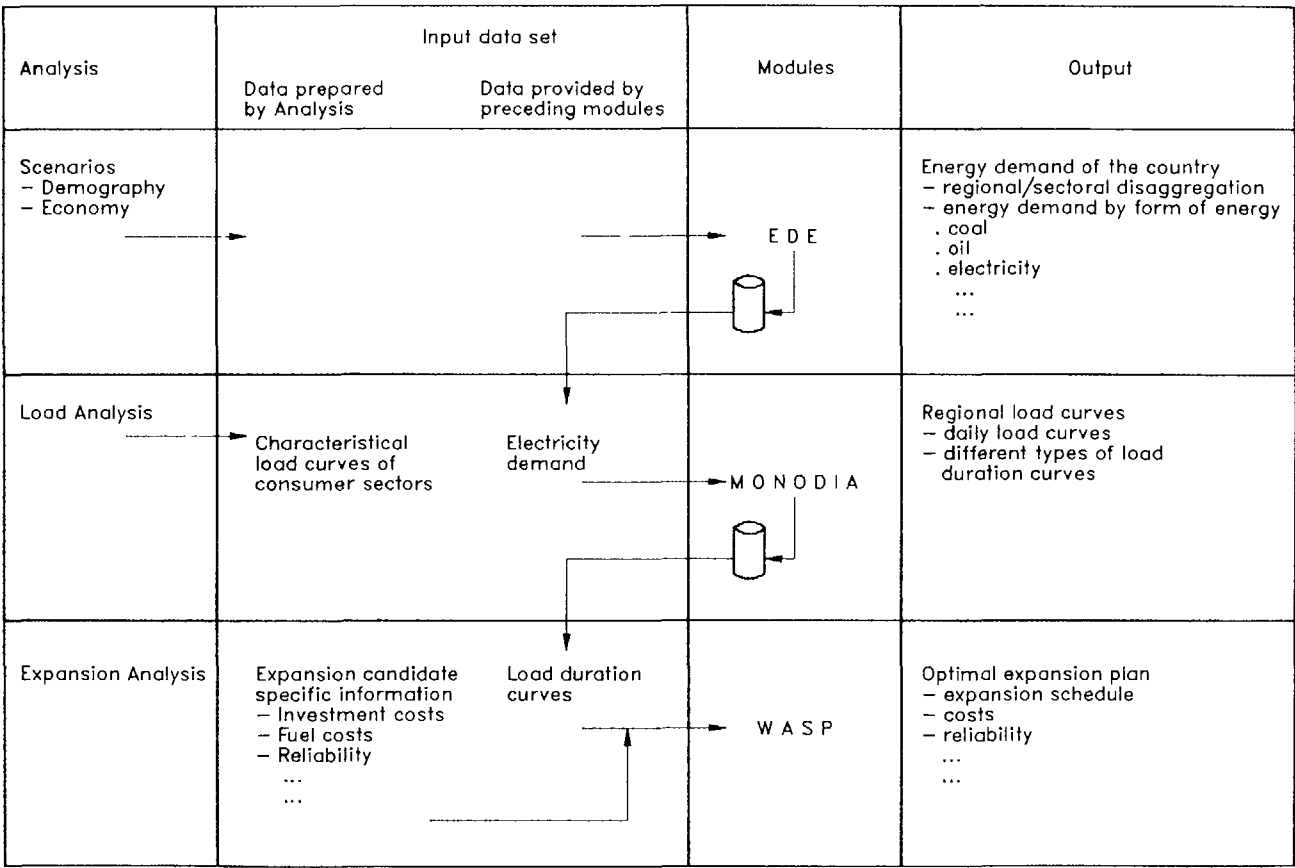 Analysis
Input data set
Data prepared
by Analysis
Data provided by
preceding modules
Modules
Output
Scenarios
– Demography
– Economy
E D E
Energy demand of the country
– regional/sectoral disaggregation
– energy demand by form of energy
. coal
. oil
. electricity
...
...
Load Analysis
Characteristical
load curves of
consumer sectors
Electricity
demand
M O N O D I A
Regional load curves
– daily load curves
– different types of load
duration curves
Expansion Analysis
Expansion candidate
specific information
– Investment costs
– Fuel costs
– Reliability
...
...
Load duration
curves
W A S P
Optimal expansion plan
– expansion schedule
– costs
– reliability
...
...